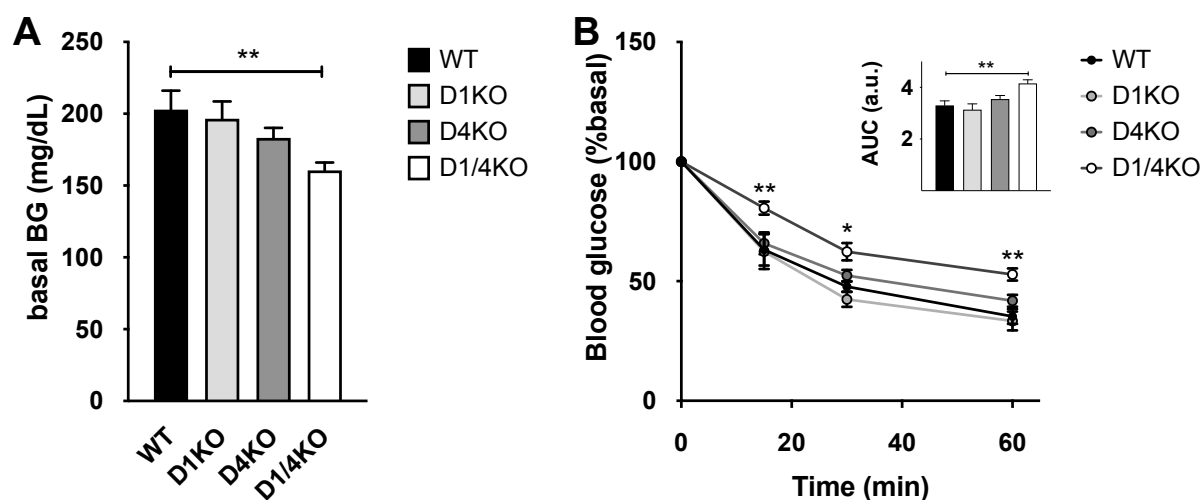 A
basal BG (mg/dL)
250
200
150
100
50
0
**
WT
D1KO
D4KO
D1/4KO
WT
D1KO
D4KO
D1/4KO
B
Blood glucose (%basal)
150
100
50
0
**
*
**
0
20
40
60
Time (min)
AUC (a.u.)
4
2
**
WT
D1KO
D4KO
D1/4KO